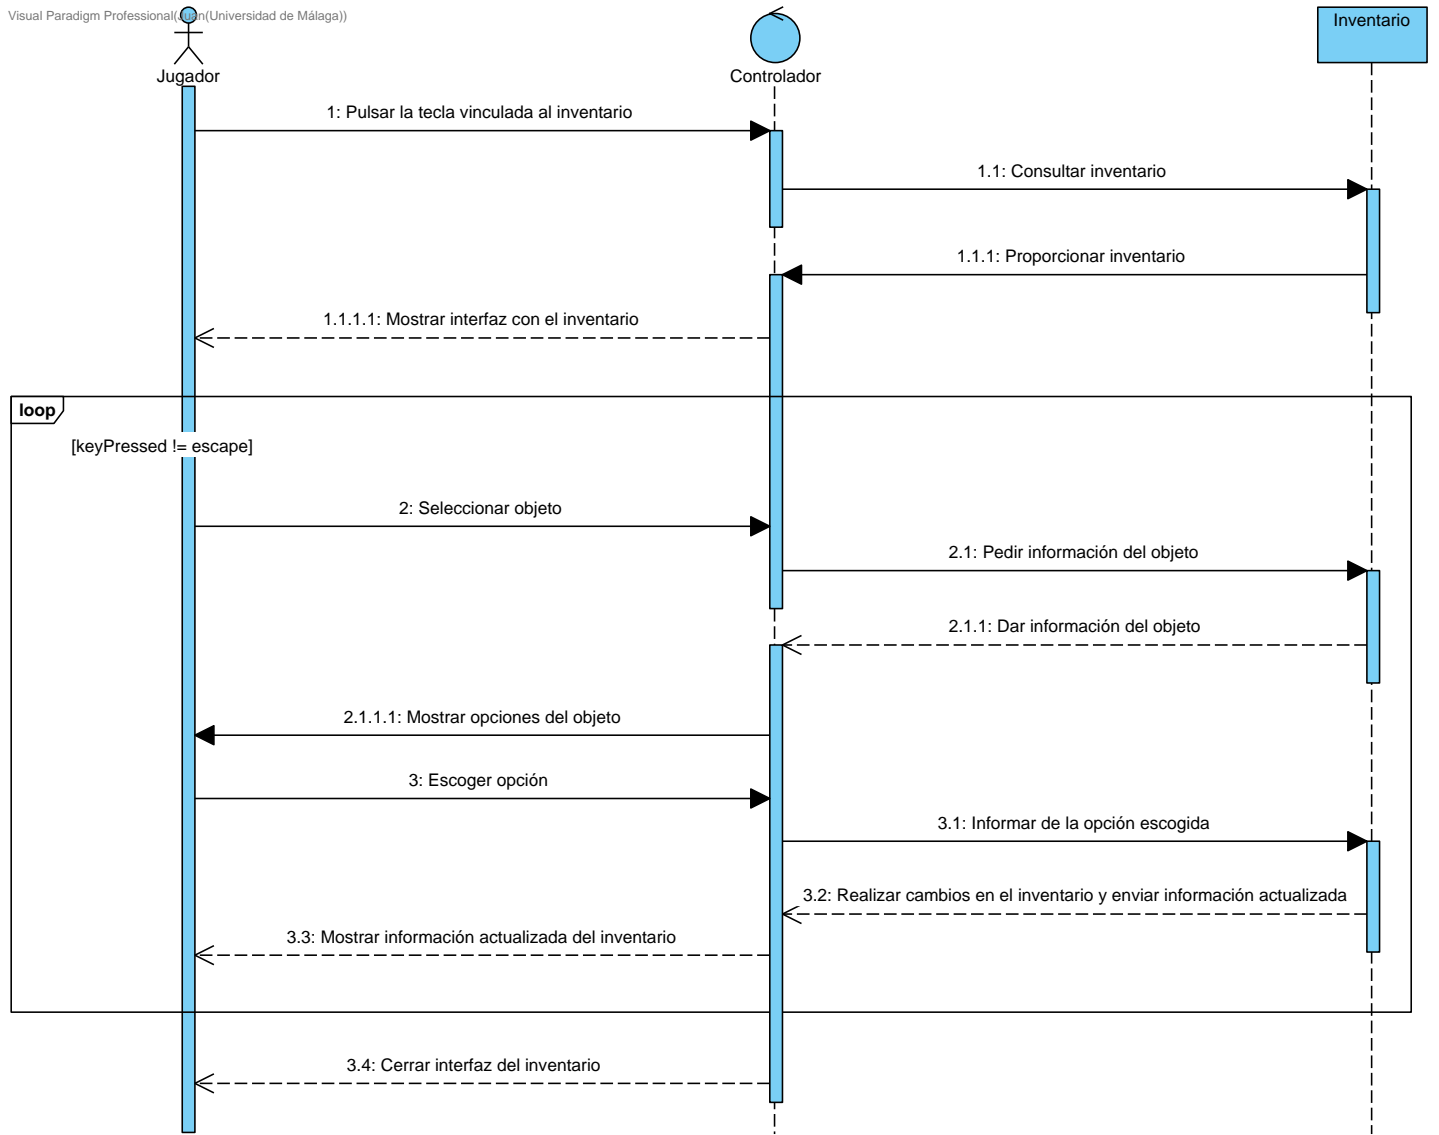 Visual Paradigm Professional(Juan(Universidad de Málaga))
Jugador
Controlador
Inventario
1: Pulsar la tecla vinculada al inventario
1.1: Consultar inventario
1.1.1: Proporcionar inventario
1.1.1.1: Mostrar interfaz con el inventario
loop
[keyPressed != escape]
2: Seleccionar objeto
2.1: Pedir información del objeto
2.1.1: Dar información del objeto
2.1.1.1: Mostrar opciones del objeto
3: Escoger opción
3.1: Informar de la opción escogida
3.2: Realizar cambios en el inventario y enviar información actualizada
3.3: Mostrar información actualizada del inventario
3.4: Cerrar interfaz del inventario